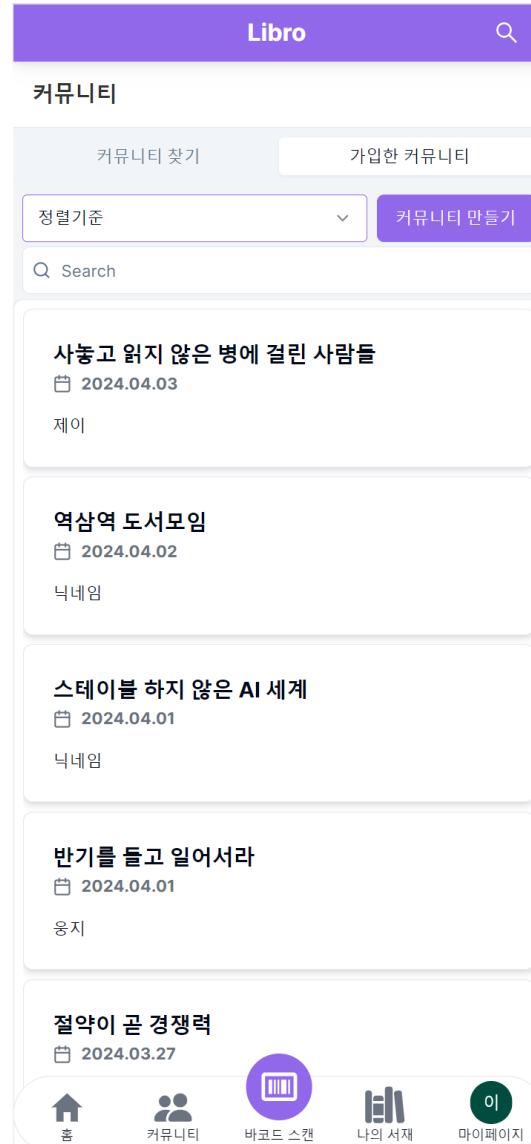 Libro
커뮤니티
커뮤니티 찾기 가입한 커뮤니티
정렬기준 커뮤니티 만들기
Search
사놓고 읽지 않은 병에 걸린 사람들
2024.04.03
제이
역삼역 도서모임
2024.04.02
닉네임
스테이블 하지 않은 AI 세계
2024.04.01
닉네임
반기를 들고 일어서라
2024.04.01
웅지
절약이 곧 경쟁력
2024.03.27
이
홈 커뮤니티 바코드 스캔 나의 서재 마이페이지